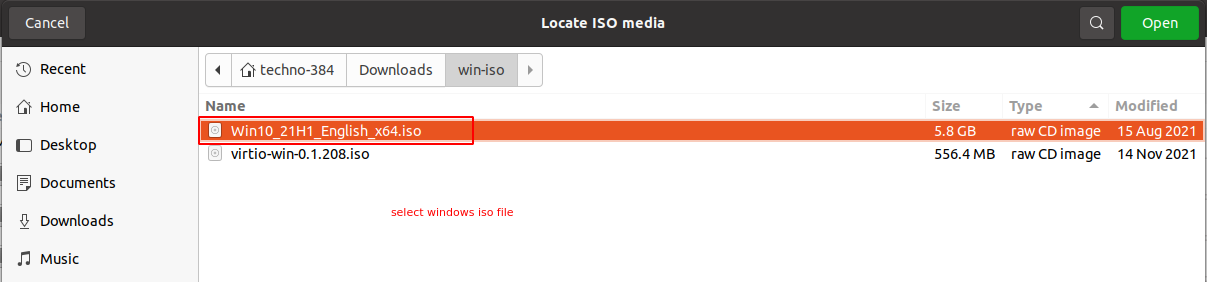 Cancel Locate ISO media Open
Recent techno-384 Downloads win-iso
Home Name Size Type Modified
Win10_21H1_English_x64.iso 5.8 GB raw CD image 15 Aug 2021
Desktop virtio-win-0.1.208.iso 556.4 MB raw CD image 14 Nov 2021
Documents
select windows iso file
Downloads
Music